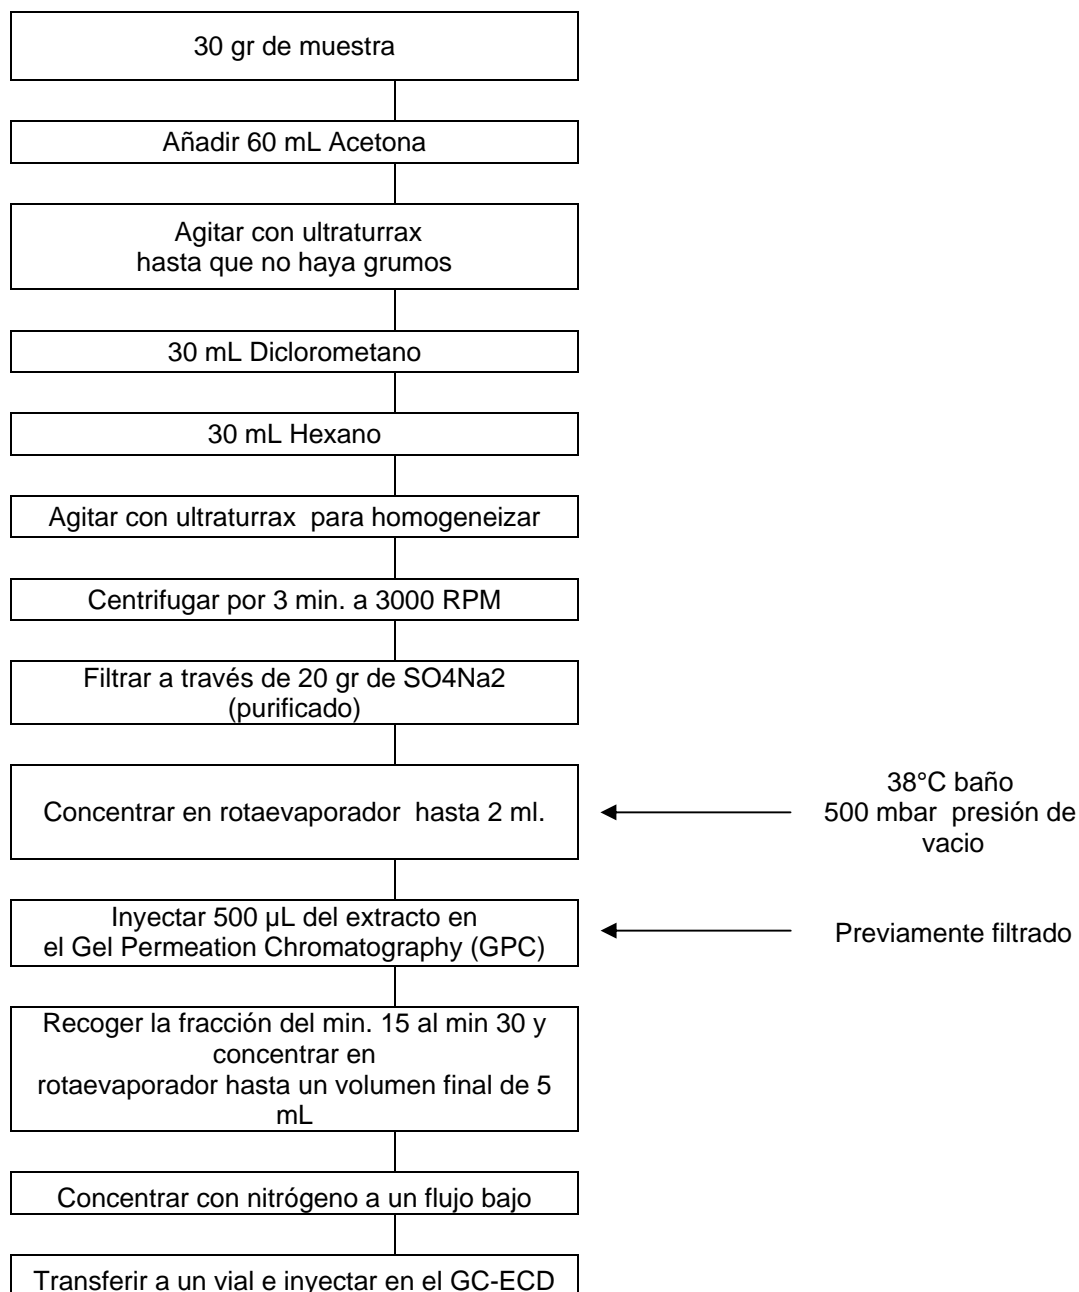 30 gr de muestra
Añadir 60 mL Acetona
Agitar con ultraturrax
hasta que no haya grumos
30 mL Diclorometano
30 mL Hexano
Agitar con ultraturrax  para homogeneizar
Centrifugar por 3 min. a 3000 RPM
Filtrar a través de 20 gr de SO4Na2
(purificado)
Concentrar en rotaevaporador  hasta 2 ml.
38°C baño
500 mbar  presión de
vacio
Inyectar 500 µL del extracto en
el Gel Permeation Chromatography (GPC)
Previamente filtrado
Recoger la fracción del min. 15 al min 30 y
concentrar en
rotaevaporador hasta un volumen final de 5
mL
Concentrar con nitrógeno a un flujo bajo
Transferir a un vial e inyectar en el GC-ECD